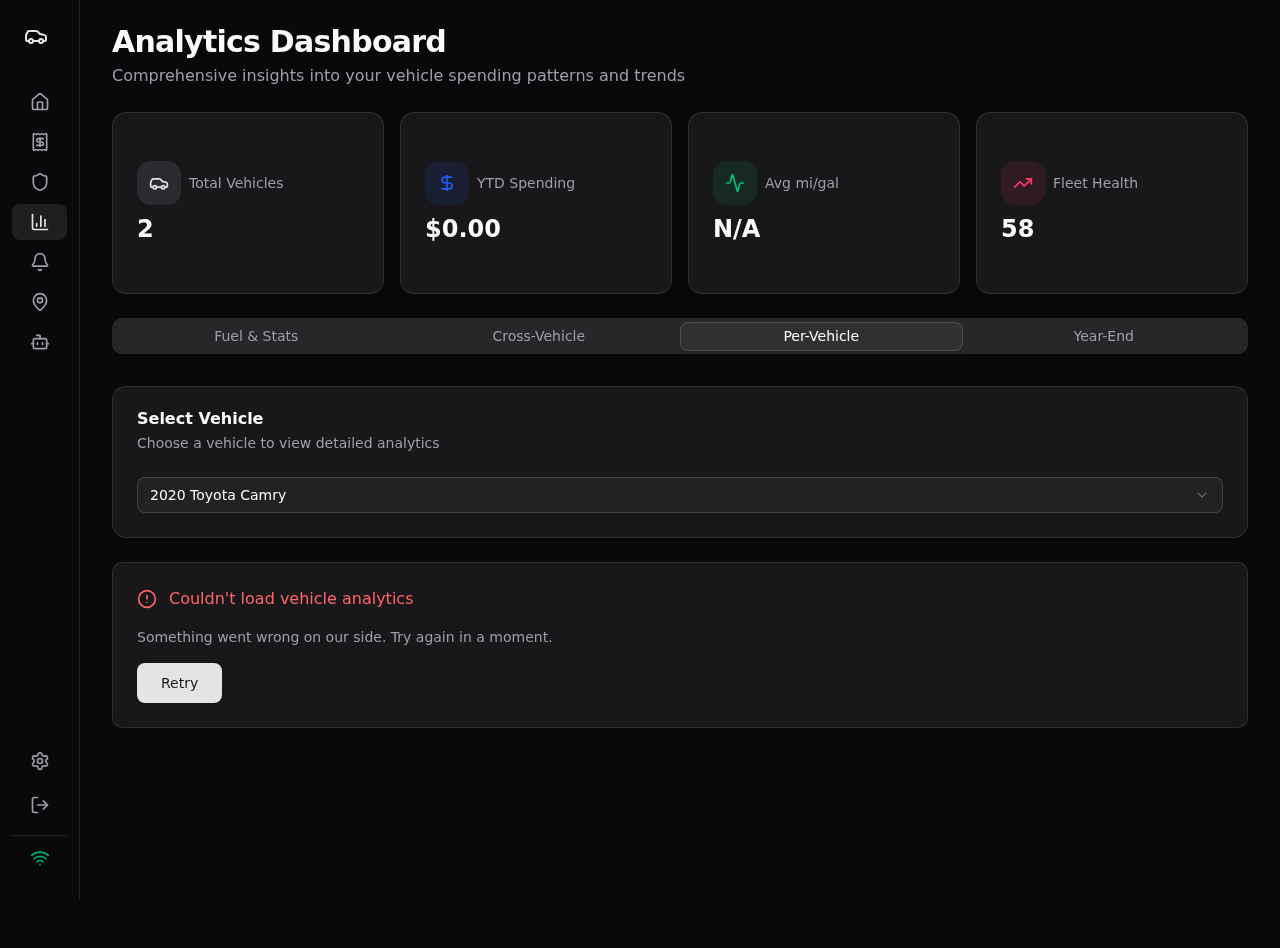 Analytics Dashboard
Comprehensive insights into your vehicle spending patterns and trends
Total Vehicles
2
YTD Spending
$0.00
Avg mi/gal
N/A
Fleet Health
58
Fuel & Stats
Cross-Vehicle
Per-Vehicle
Year-End
Select Vehicle
Choose a vehicle to view detailed analytics
2020 Toyota Camry
Couldn't load vehicle analytics
Something went wrong on our side. Try again in a moment.
Retry